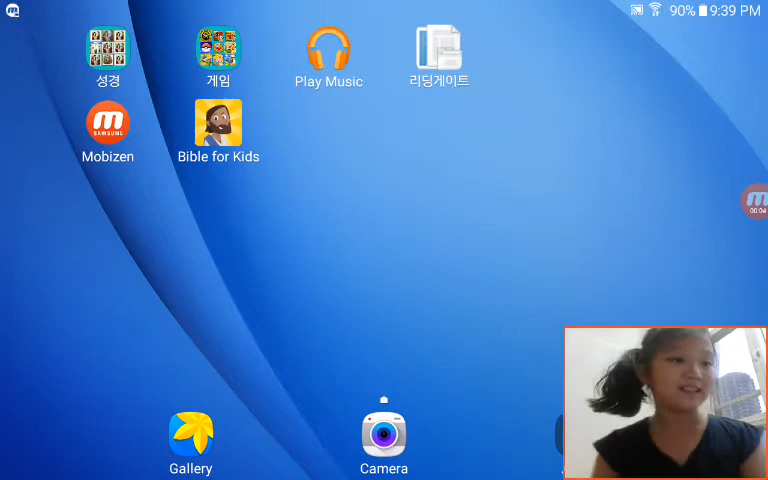 90% 9:39 PM
성경
게임
Play Music
리딩게이트
m
SAMSUNG
Mobizen
Bible for Kids
m
00:04
Gallery
Camera